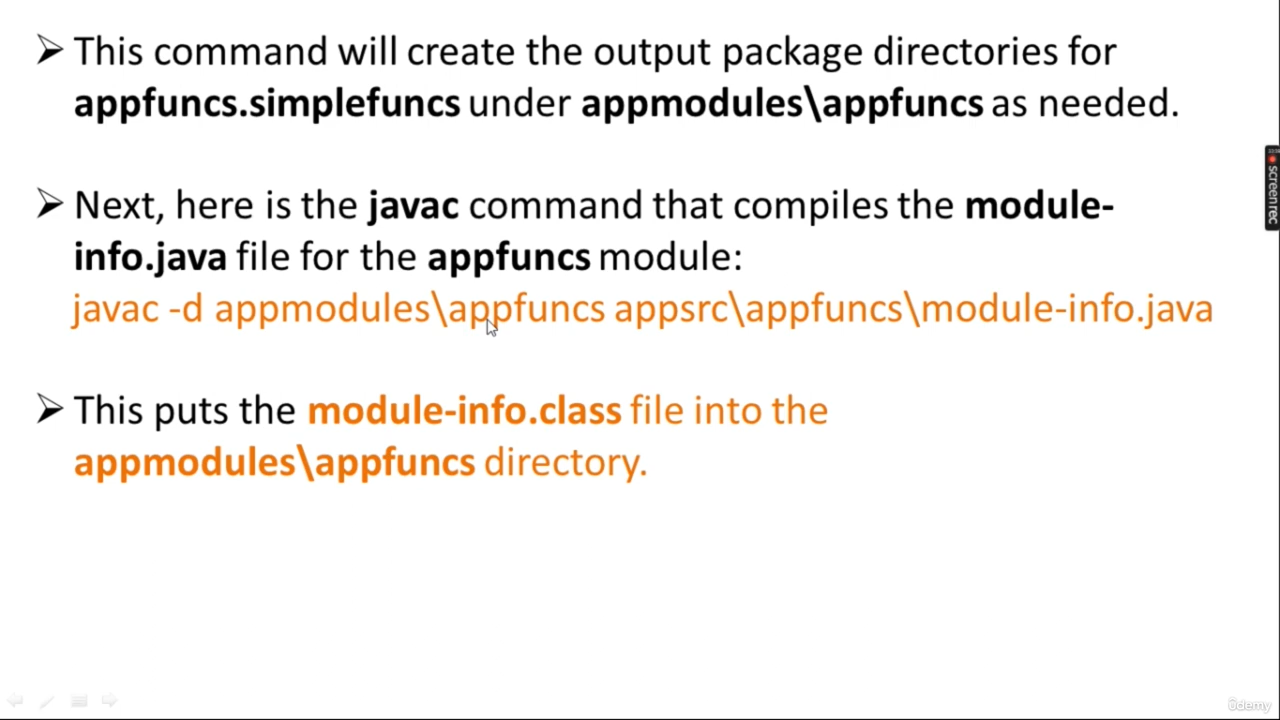 This command will create the output package directories for
appfuncs.simplefuncs under appmodules\appfuncs as needed.
Next, here is the javac command that compiles the module-
info.java file for the appfuncs module:
javac -d appmodules\appfuncs appsrc\appfuncs\module-info.java
This puts the module-info.class file into the
appmodules\appfuncs directory.
screenrec
ûdemy